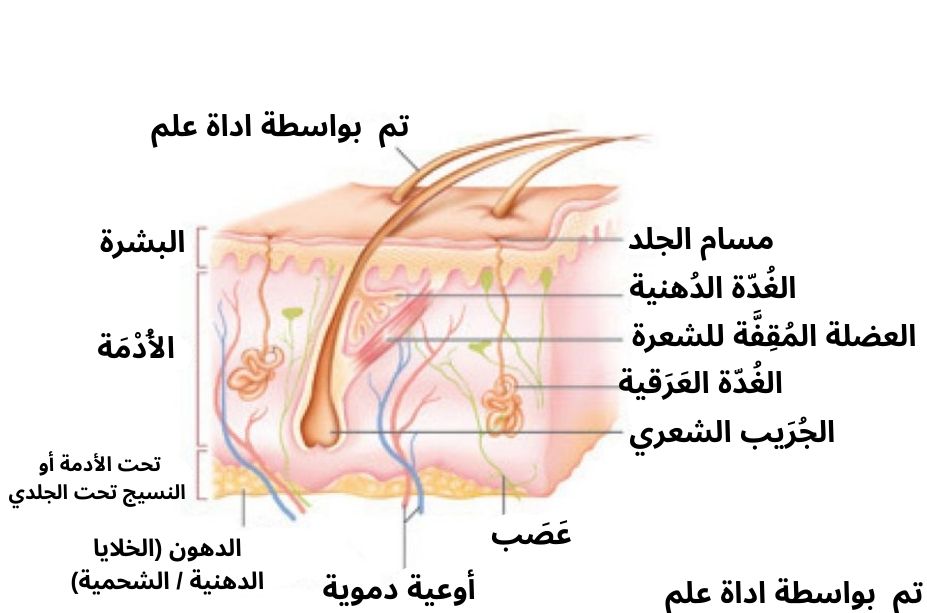 تم بواسطة اداة علم
البشرة
مسام الجلد
الغُدّة الدُهنية
العضلة المُقِفَّة للشعرة
الأَدْمَة
الغُدّة العَرَقية
الجُرَيب الشعري
تحت الأدمة أو
النسيج تحت الجلدي
عَصَب
الدهون (الخلايا
الدهنية / الشحمية)
أوعية دموية
تم بواسطة اداة علم